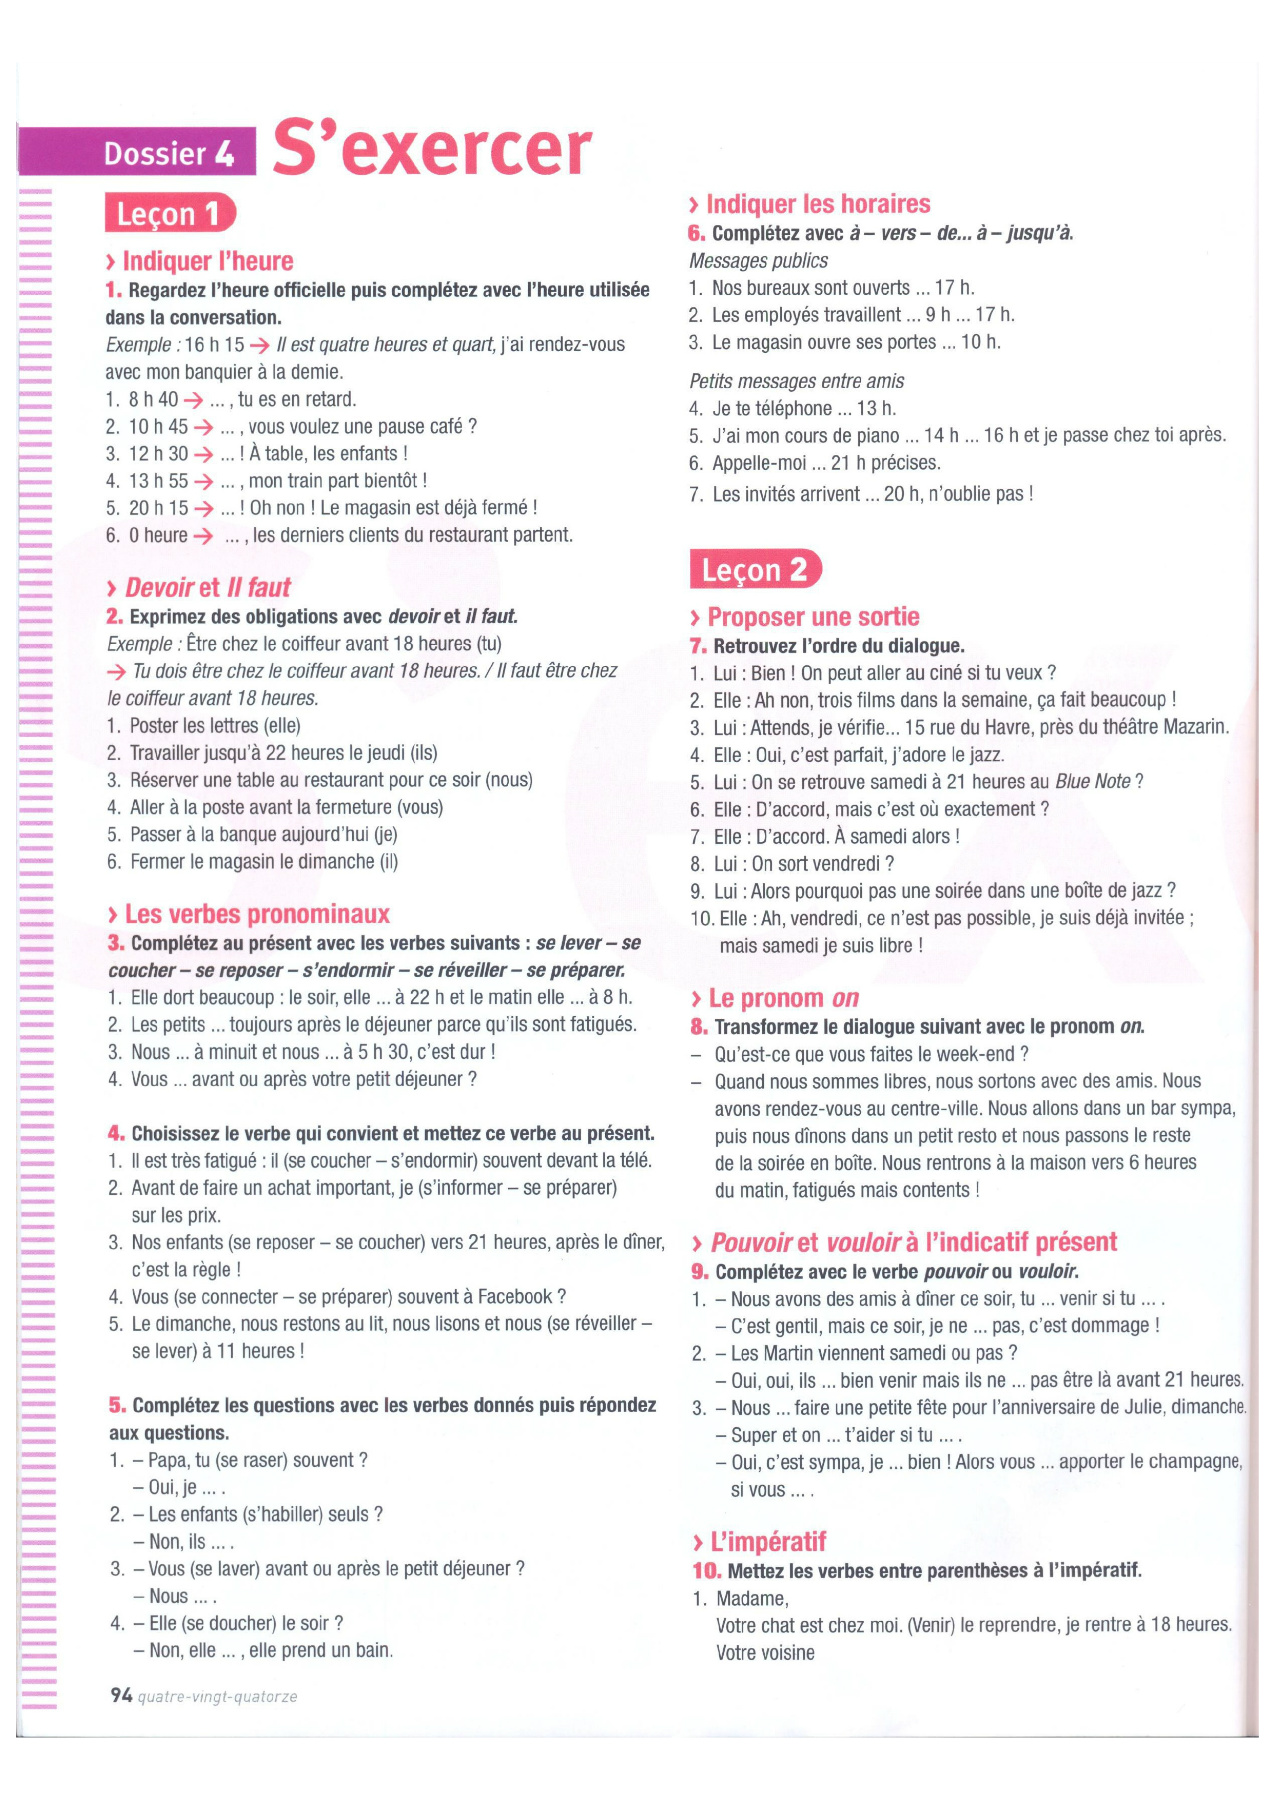 Dossier 4 S'exercer
Leçon 1
› Indiquer l'heure
1. Regardez l'heure officielle puis complétez avec l'heure utilisée
dans la conversation.
Exemple : 16 h 15 → Il est quatre heures et quart, j'ai rendez-vous
avec mon banquier à la demie.
1. 8 h 40 → ... , tu es en retard.
2. 10 h 45 → ... , vous voulez une pause café ?
3. 12 h 30 → ... ! À table, les enfants !
4. 13 h 55 → ... , mon train part bientôt !
5. 20 h 15 → ... ! Oh non ! Le magasin est déjà fermé !
6. 0 heure → ... , les derniers clients du restaurant partent.
› Devoir et Il faut
2. Exprimez des obligations avec devoir et il faut.
Exemple : Être chez le coiffeur avant 18 heures (tu)
→ Tu dois être chez le coiffeur avant 18 heures. / Il faut être chez
le coiffeur avant 18 heures.
1. Poster les lettres (elle)
2. Travailler jusqu'à 22 heures le jeudi (ils)
3. Réserver une table au restaurant pour ce soir (nous)
4. Aller à la poste avant la fermeture (vous)
5. Passer à la banque aujourd'hui (je)
6. Fermer le magasin le dimanche (il)
› Les verbes pronominaux
3. Complétez au présent avec les verbes suivants : se lever – se
coucher – se reposer – s'endormir – se réveiller – se préparer.
1. Elle dort beaucoup : le soir, elle ... à 22 h et le matin elle ... à 8 h.
2. Les petits ... toujours après le déjeuner parce qu'ils sont fatigués.
3. Nous ... à minuit et nous ... à 5 h 30, c'est dur !
4. Vous ... avant ou après votre petit déjeuner ?
4. Choisissez le verbe qui convient et mettez ce verbe au présent.
1. Il est très fatigué : il (se coucher – s'endormir) souvent devant la télé.
2. Avant de faire un achat important, je (s'informer – se préparer)
sur les prix.
3. Nos enfants (se reposer – se coucher) vers 21 heures, après le dîner,
c'est la règle !
4. Vous (se connecter – se préparer) souvent à Facebook ?
5. Le dimanche, nous restons au lit, nous lisons et nous (se réveiller –
se lever) à 11 heures !
5. Complétez les questions avec les verbes donnés puis répondez
aux questions.
1. – Papa, tu (se raser) souvent ?
– Oui, je ... .
2. – Les enfants (s'habiller) seuls ?
– Non, ils ... .
3. – Vous (se laver) avant ou après le petit déjeuner ?
– Nous ... .
4. – Elle (se doucher) le soir ?
– Non, elle ... , elle prend un bain.
94 quatre-vingt-quatorze
› Indiquer les horaires
6. Complétez avec à – vers – de... à – jusqu'à.
Messages publics
1. Nos bureaux sont ouverts ... 17 h.
2. Les employés travaillent ... 9 h ... 17 h.
3. Le magasin ouvre ses portes ... 10 h.
Petits messages entre amis
4. Je te téléphone ... 13 h.
5. J'ai mon cours de piano ... 14 h ... 16 h et je passe chez toi après.
6. Appelle-moi ... 21 h précises.
7. Les invités arrivent ... 20 h, n'oublie pas !
Leçon 2
› Proposer une sortie
7. Retrouvez l'ordre du dialogue.
1. Lui : Bien ! On peut aller au ciné si tu veux ?
2. Elle : Ah non, trois films dans la semaine, ça fait beaucoup !
3. Lui : Attends, je vérifie... 15 rue du Havre, près du théâtre Mazarin.
4. Elle : Oui, c'est parfait, j'adore le jazz.
5. Lui : On se retrouve samedi à 21 heures au Blue Note ?
6. Elle : D'accord, mais c'est où exactement ?
7. Elle : D'accord. À samedi alors !
8. Lui : On sort vendredi ?
9. Lui : Alors pourquoi pas une soirée dans une boîte de jazz ?
10. Elle : Ah, vendredi, ce n'est pas possible, je suis déjà invitée ;
mais samedi je suis libre !
› Le pronom on
8. Transformez le dialogue suivant avec le pronom on.
– Qu'est-ce que vous faites le week-end ?
– Quand nous sommes libres, nous sortons avec des amis. Nous
avons rendez-vous au centre-ville. Nous allons dans un bar sympa,
puis nous dînons dans un petit resto et nous passons le reste
de la soirée en boîte. Nous rentrons à la maison vers 6 heures
du matin, fatigués mais contents !
› Pouvoir et vouloir à l'indicatif présent
9. Complétez avec le verbe pouvoir ou vouloir.
1. – Nous avons des amis à dîner ce soir, tu ... venir si tu ... .
– C'est gentil, mais ce soir, je ne ... pas, c'est dommage !
2. – Les Martin viennent samedi ou pas ?
– Oui, oui, ils ... bien venir mais ils ne ... pas être là avant 21 heures.
3. – Nous ... faire une petite fête pour l'anniversaire de Julie, dimanche.
– Super et on ... t'aider si tu ... .
– Oui, c'est sympa, je ... bien ! Alors vous ... apporter le champagne,
si vous ... .
› L'impératif
10. Mettez les verbes entre parenthèses à l'impératif.
1. Madame,
Votre chat est chez moi. (Venir) le reprendre, je rentre à 18 heures.
Votre voisine